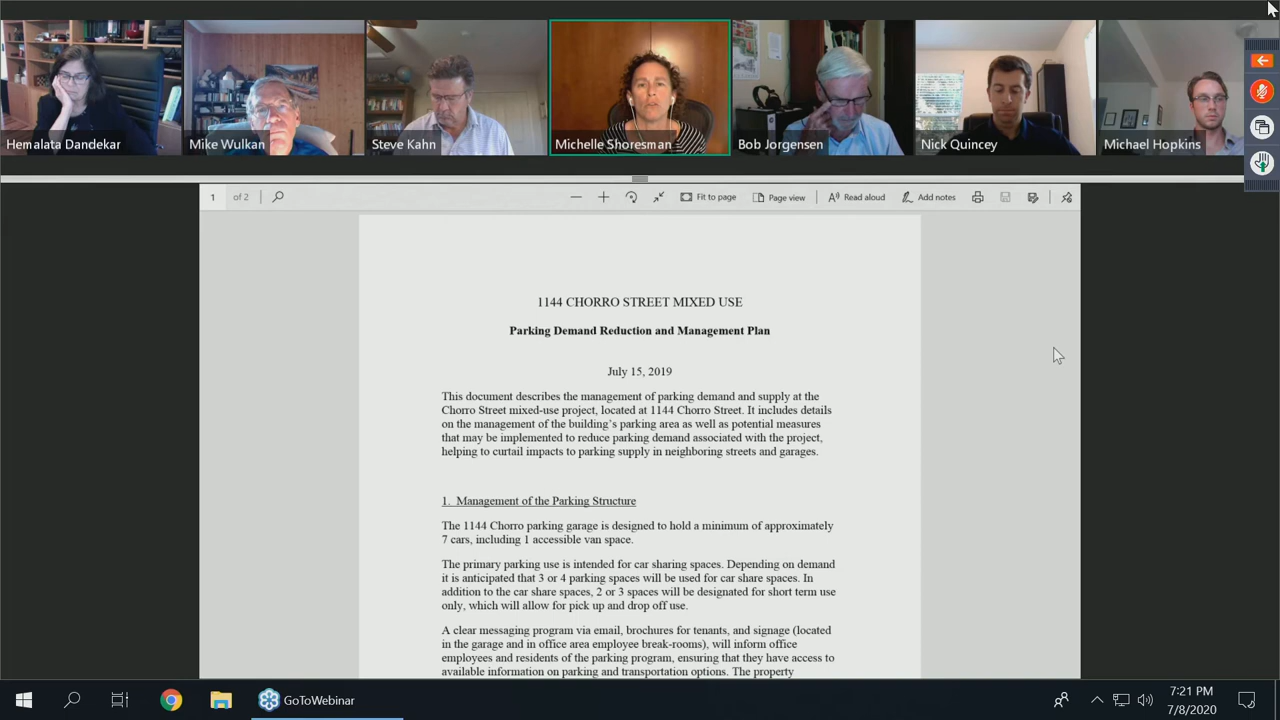 Hemalata Dandekar
Mike Wulkan
Steve Kahn
Michelle Shoresman
Bob Jorgensen
Nick Quincey
Michael Hopkins
1 of 2
Fit to page
Page view
Read aloud
Add notes
1144 CHORRO STREET MIXED USE
Parking Demand Reduction and Management Plan
July 15, 2019
This document describes the management of parking demand and supply at the
Chorro Street mixed-use project, located at 1144 Chorro Street. It includes details
on the management of the building's parking area as well as potential measures
that may be implemented to reduce parking demand associated with the project,
helping to curtail impacts to parking supply in neighboring streets and garages.
1. Management of the Parking Structure
The 1144 Chorro parking garage is designed to hold a minimum of approximately
7 cars, including 1 accessible van space.
The primary parking use is intended for car sharing spaces. Depending on demand
it is anticipated that 3 or 4 parking spaces will be used for car share spaces. In
addition to the car share spaces, 2 or 3 spaces will be designated for short term use
only, which will allow for pick up and drop off use.
A clear messaging program via email, brochures for tenants, and signage (located
in the garage and in office area employee break-rooms), will inform office
employees and residents of the parking program, ensuring that they have access to
available information on parking and transportation options. The property
GoToWebinar
7:21 PM
7/8/2020